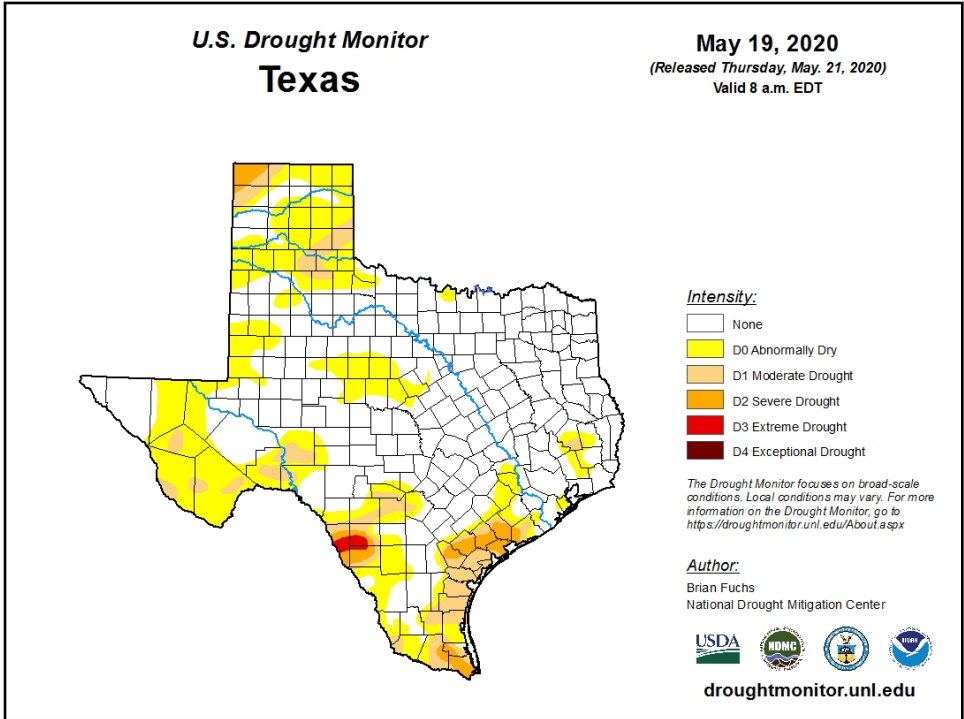 U.S. Drought Monitor
Texas
May 19, 2020
(Released Thursday, May. 21, 2020)
Valid 8 a.m. EDT
Intensity:
None
D0 Abnormally Dry
D1 Moderate Drought
D2 Severe Drought
D3 Extreme Drought
D4 Exceptional Drought
The Drought Monitor focuses on broad-scale
conditions. Local conditions may vary. For more
information on the Drought Monitor, go to
https://droughtmonitor.unl.edu/About.aspx
Author:
Brian Fuchs
National Drought Mitigation Center
USDA
NDMC
NOAA
droughtmonitor.unl.edu